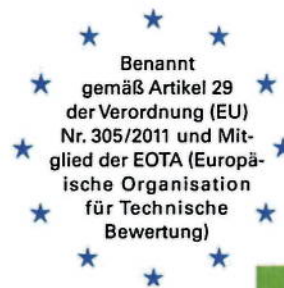 Benannt
gemäß Artikel 29
der Verordnung (EU)
Nr. 305/2011 und Mit-
glied der EOTA (Europä-
ische Organisation
für Technische
Bewertung)